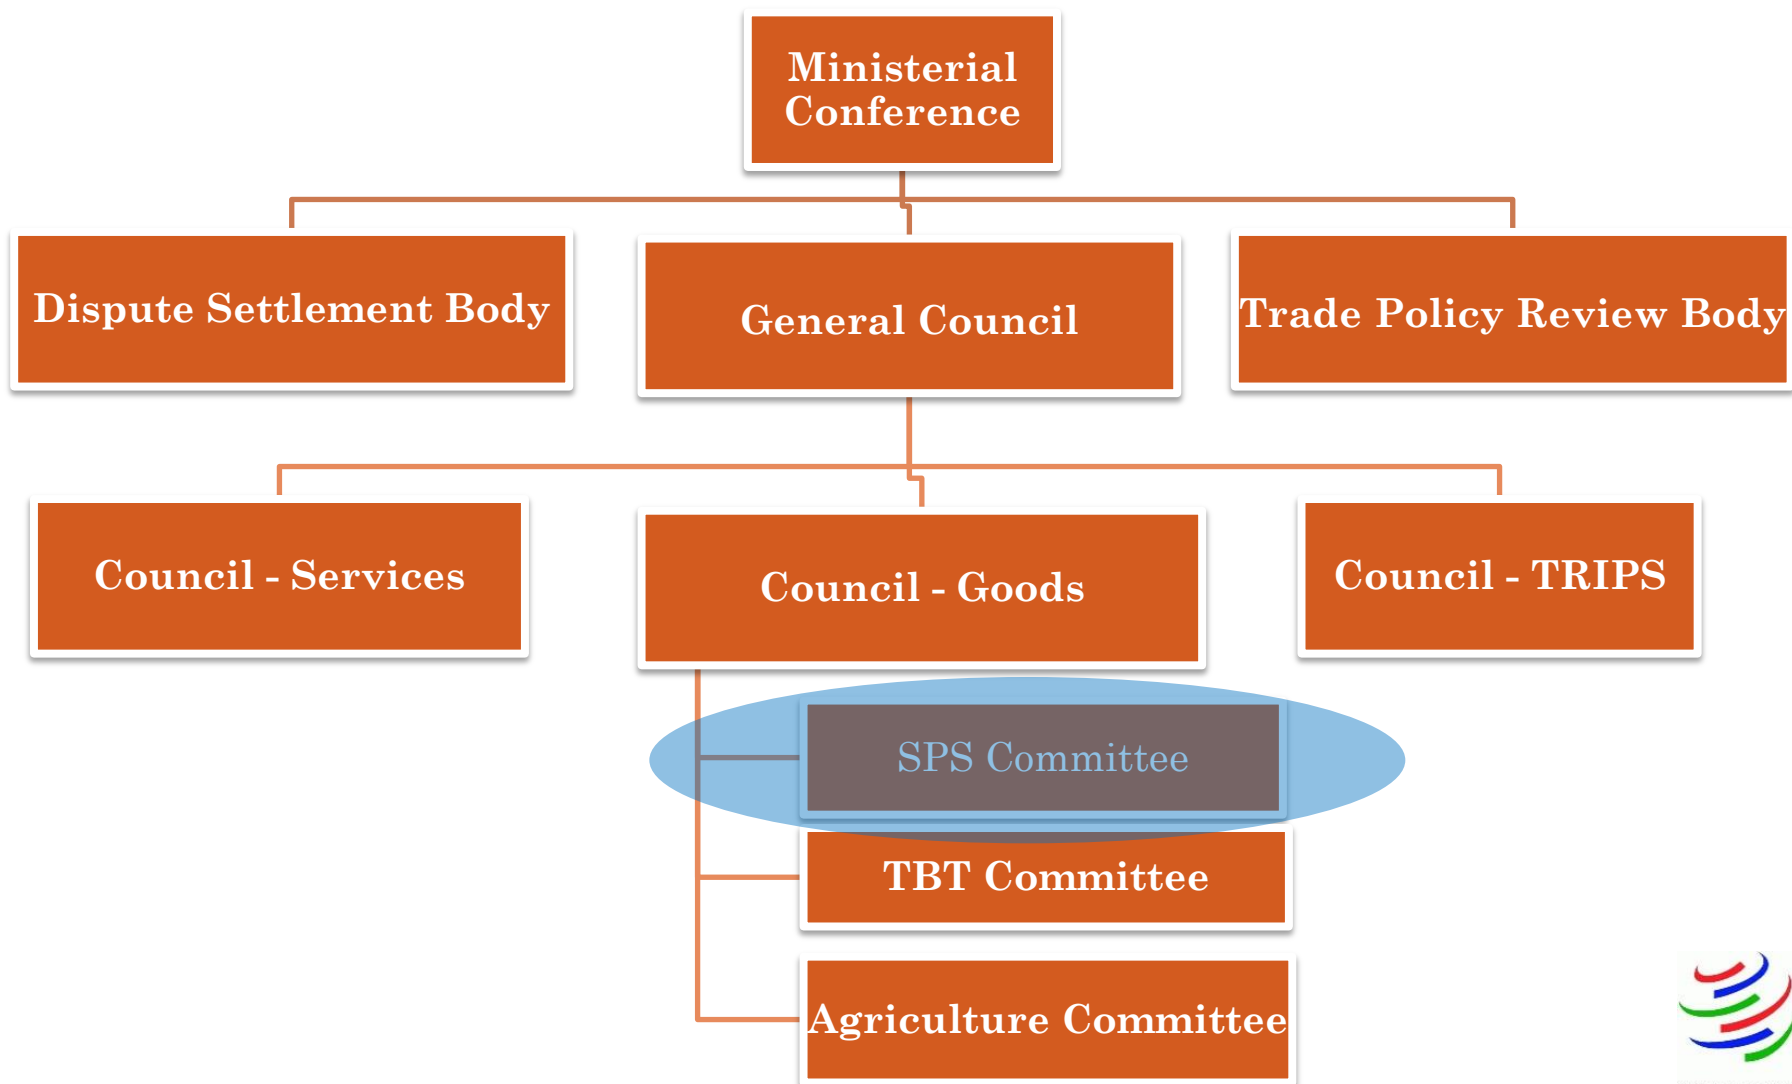 Ministerial
Conference
Dispute Settlement Body
General Council
Trade Policy Review Body
Council - Services
Council - Goods
Council - TRIPS
SPS Committee
TBT Committee
Agriculture Committee